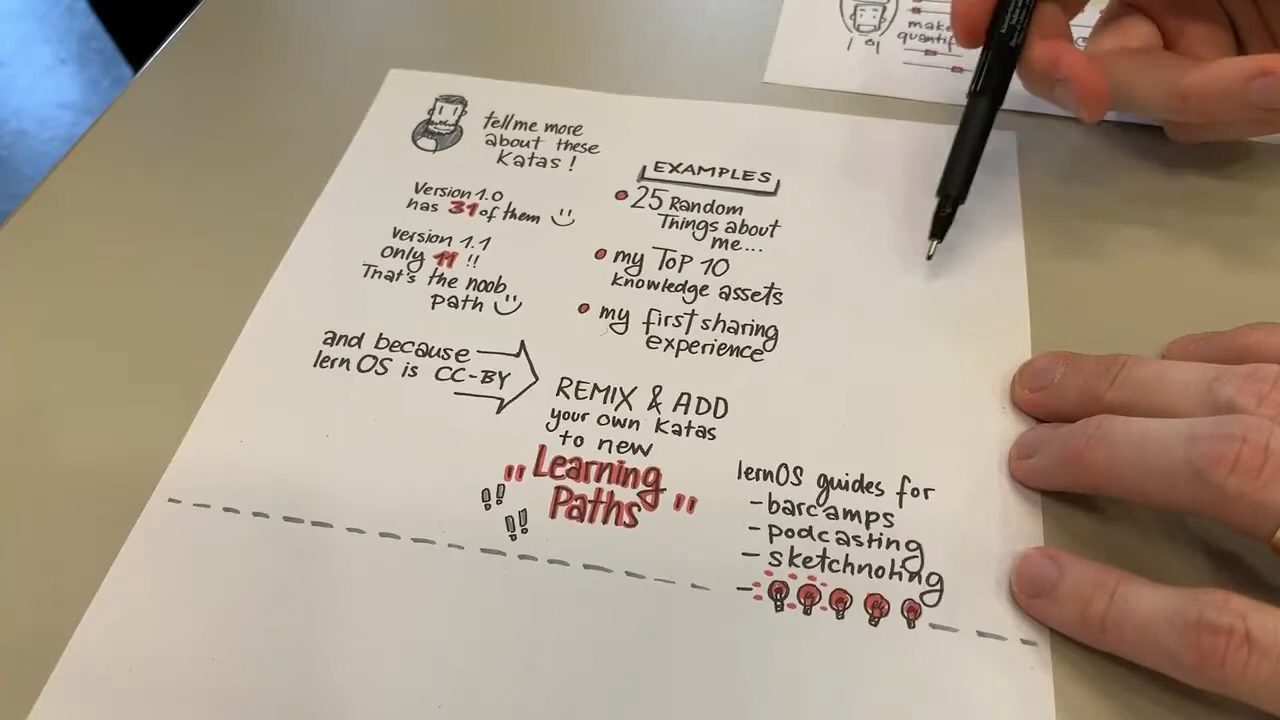 make
quantif
tell me more
about these
Katas!
Version 1.0
has 31 of them
Version 1.1
only 11 !!
That's the noob
path
EXAMPLES
25 Random
Things about
me...
my ToP 10
knowledge assets
my first sharing
experience
and because
lernOS is CC-BY
REMIX & ADD
your own Katas
to new
"Learning
Paths"
lernOS guides for
- barcamps
- podcasting
- sketchnoting
-